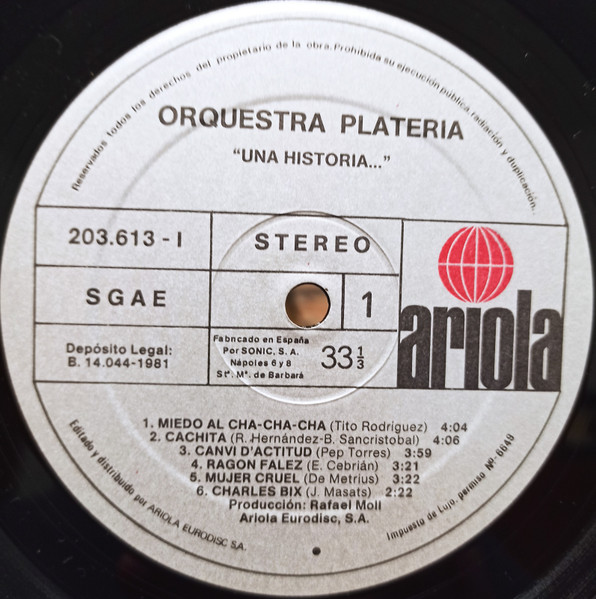 Reservados todos los derechos del propietario de la obra. Prohibida su ejecución pública, radiación y duplicación.
ORQUESTRA PLATERIA
"UNA HISTORIA..."
203.613 - I
STEREO
SGAE
1
ariola
Depósito Legal:
B. 14.044-1981
Fabricado en España
Por SONIC, S.A.
Nápoles 6 y 8
Stª. Mª. de Barbará
33 1/3
1. MIEDO AL CHA-CHA-CHA (Tito Rodriguez) 4:04
2. CACHITA (R. Hernández-B. Sancristobal) 4:06
3. CANVI D'ACTITUD (Pep Torres) 3:59
4. RAGON FALEZ (E. Cebrián) 3:21
5. MUJER CRUEL (De Metrius) 3:22
6. CHARLES BIX (J. Masats) 2:22
Producción: Rafael Moll
Ariola Eurodisc, S.A.
Editado y distribuido por ARIOLA EURODISC S.A.
Impuesto de Lujo, permiso Nº. 6649